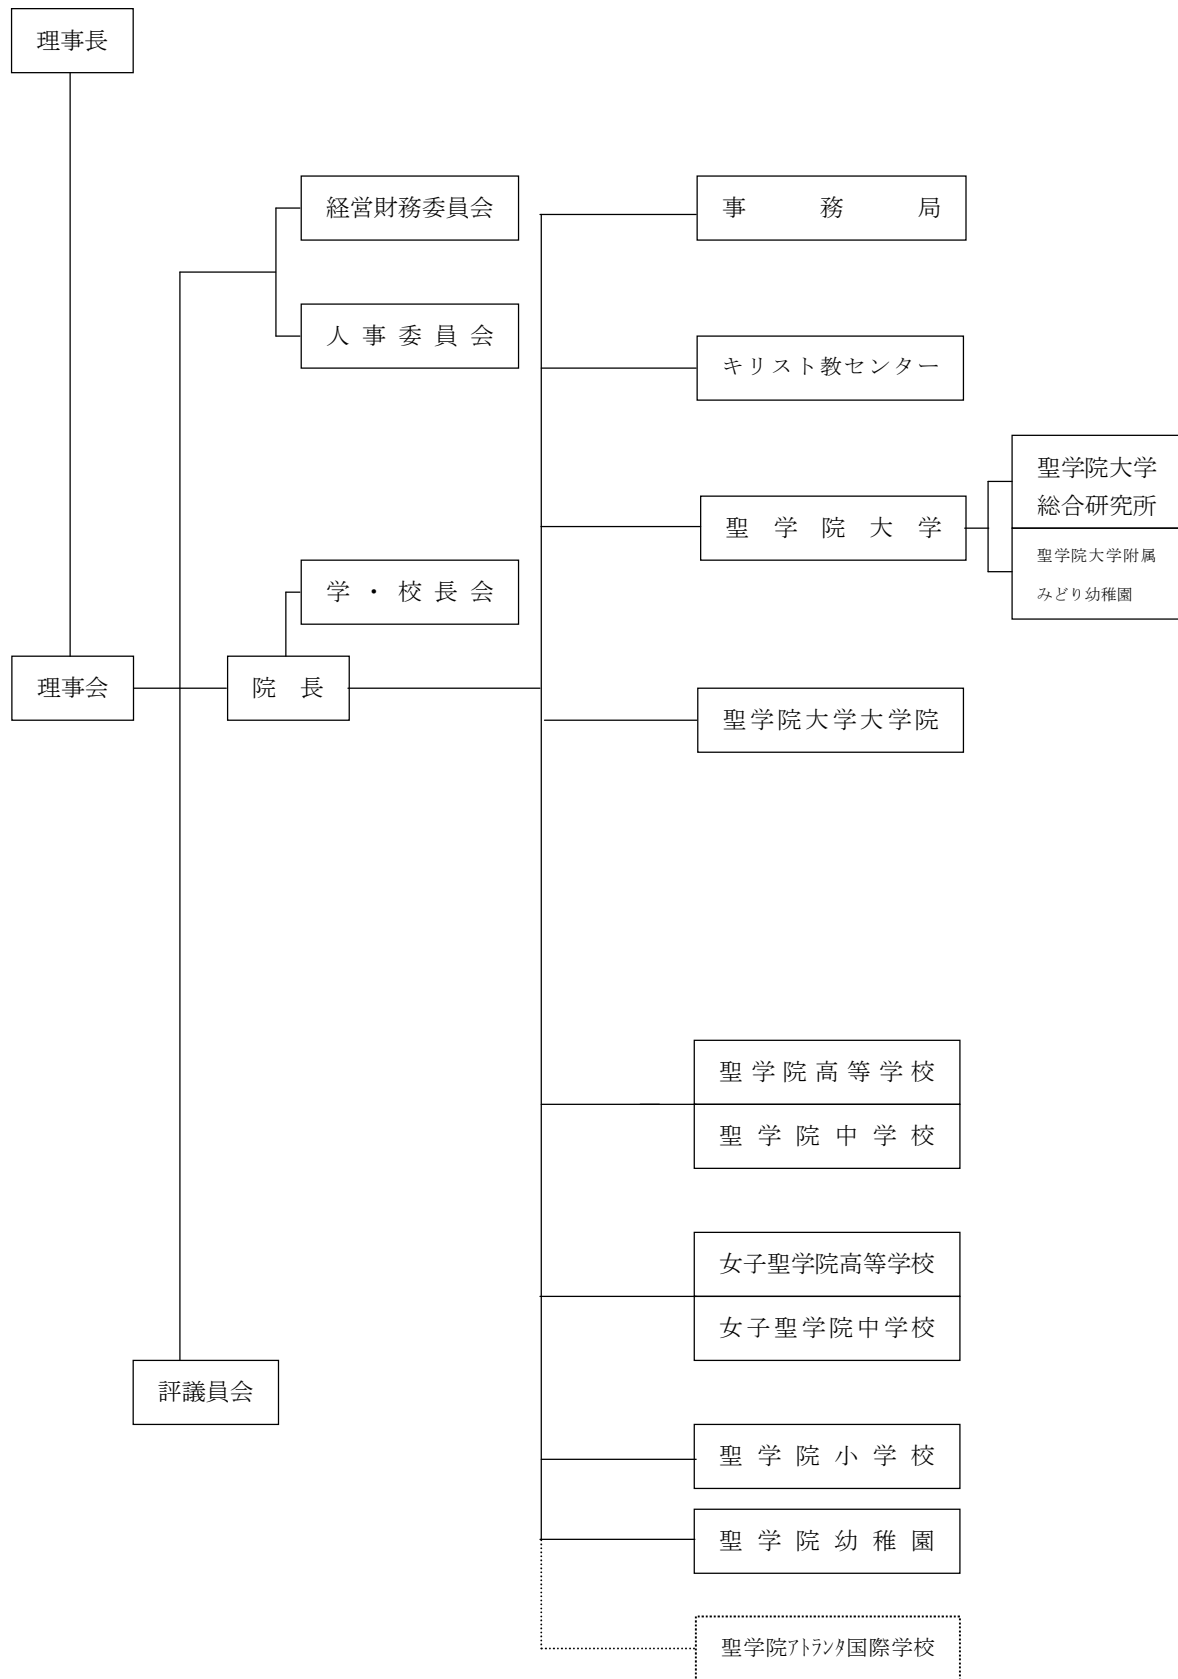 理事長
経営財務委員会
人事委員会
学・校長会
理事会
院長
評議員会
事務局
キリスト教センター
聖学院大学
聖学院大学
総合研究所
聖学院大学附属
みどり幼稚園
聖学院大学大学院
聖学院高等学校
聖学院中学校
女子聖学院高等学校
女子聖学院中学校
聖学院小学校
聖学院幼稚園
聖学院ｱﾄﾗﾝﾀ国際学校